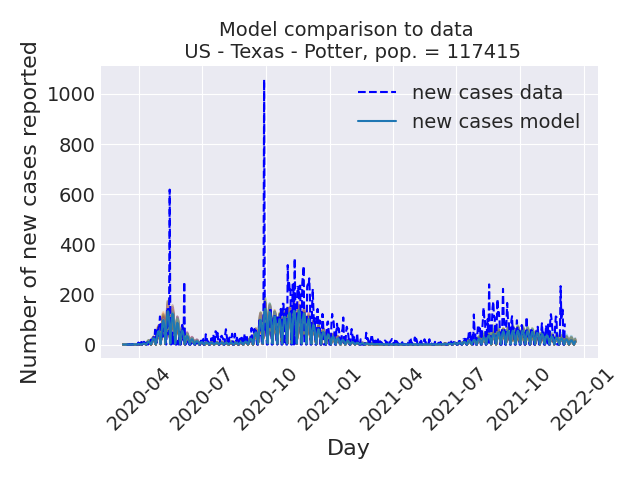 Model comparison to data
US - Texas - Potter, pop. = 117415
Number of new cases reported
1000
800
600
400
200
0
new cases data
new cases model
2020-04
2020-07
2020-10
2021-01
2021-04
2021-07
2021-10
2022-01
Day